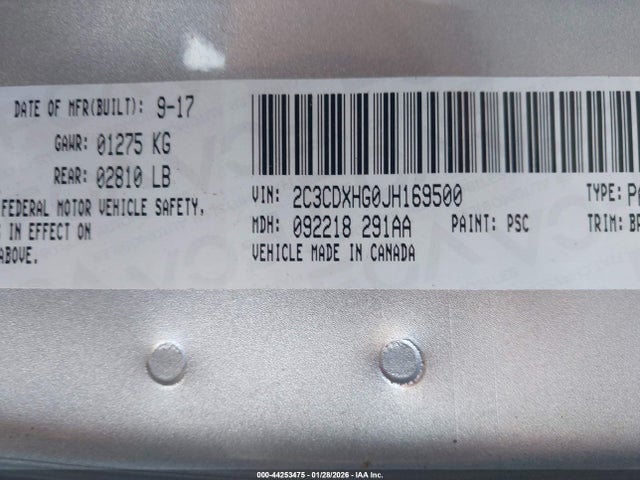 DATE OF MFR(BUILT): 9-17
GAWR: 01275 KG
REAR: 02810 LB
FEDERAL MOTOR VEHICLE SAFETY,
IN EFFECT ON
ABOVE.
VIN: 2C3CDXHG0JH169500
TYPE:
MDH: 092218 291AA PAINT: PSC
TRIM:
VEHICLE MADE IN CANADA
000-44253475 - 01/28/2026 - IAA Inc.